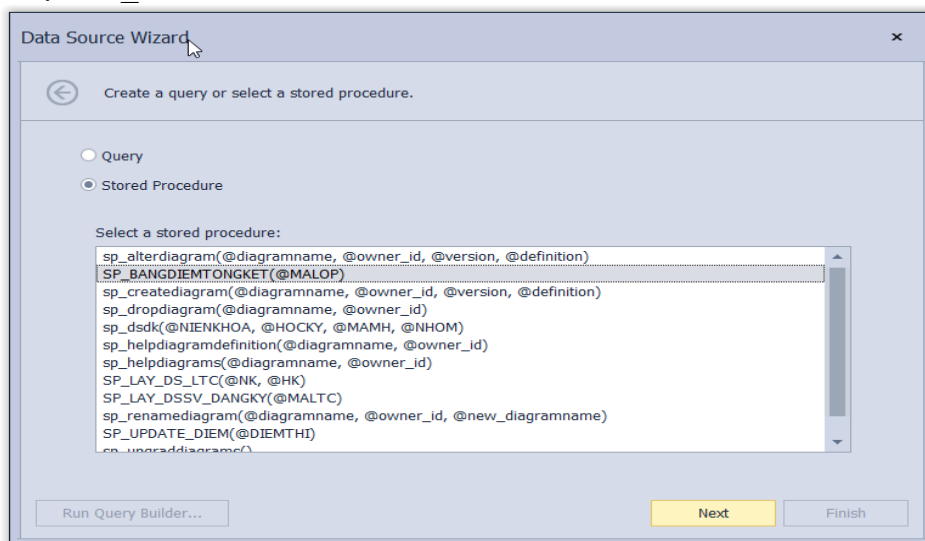 Data Source Wizard
Create a query or select a stored procedure.
Query
Stored Procedure
Select a stored procedure:
sp_alterdiagram(@diagramname, @owner_id, @version, @definition)
SP_BANGDIEMTONGKET(@MALOP)
sp_creatediagram(@diagramname, @owner_id, @version, @definition)
sp_dropdiagram(@diagramname, @owner_id)
sp_dsdk(@NIENKHOA, @HOCKY, @MAMH, @NHOM)
sp_helpdiagramdefinition(@diagramname, @owner_id)
sp_helpdiagrams(@diagramname, @owner_id)
SP_LAY_DS_LTC(@NK, @HK)
SP_LAY_DSSV_DANGKY(@MALTC)
sp_renamediagram(@diagramname, @owner_id, @new_diagramname)
SP_UPDATE_DIEM(@DIEMTHI)
sp_upgraddiagrams()
Run Query Builder... Next Finish